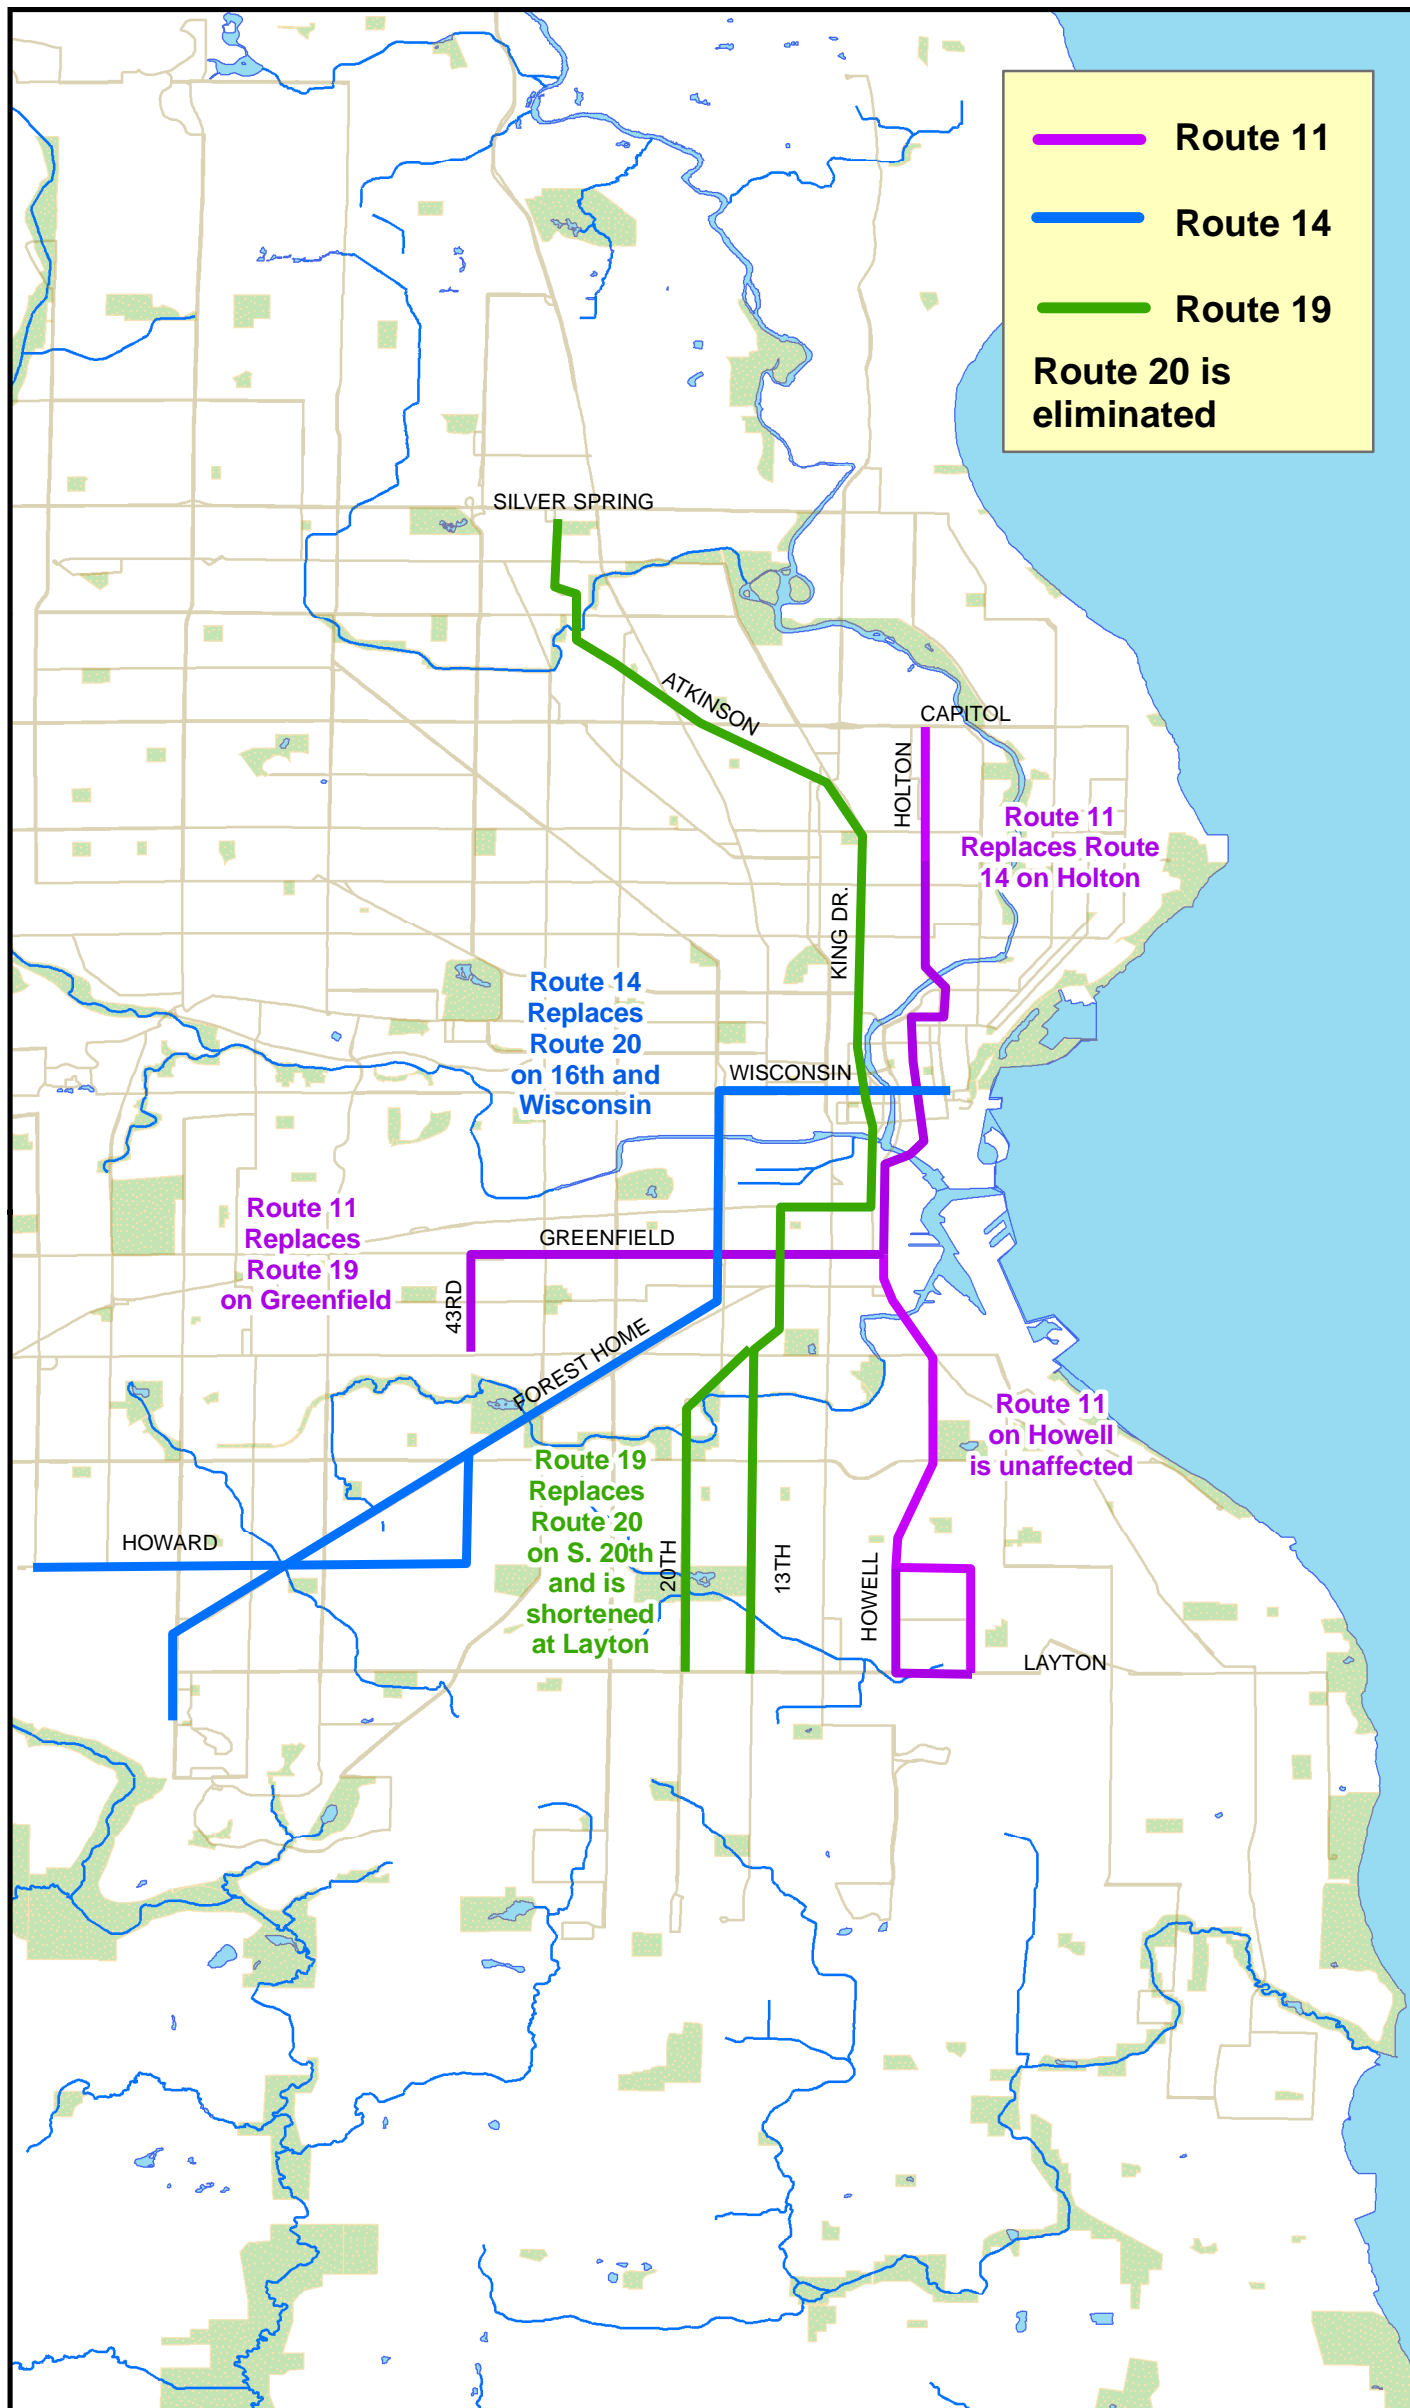 Route 11
Route 14
Route 19
Route 20 is
eliminated
SILVER SPRING
ATKINSON
CAPITOL
HOLTON
Route 11
Replaces Route
14 on Holton
KING DR.
Route 14
Replaces
Route 20
on 16th and
Wisconsin
WISCONSIN
Route 11
Replaces
Route 19
on Greenfield
GREENFIELD
43RD
FOREST HOME
Route 11
on Howell
is unaffected
Route 19
Replaces
Route 20
on S. 20th
and is
shortened
at Layton
HOWARD
20TH
13TH
HOWELL
LAYTON